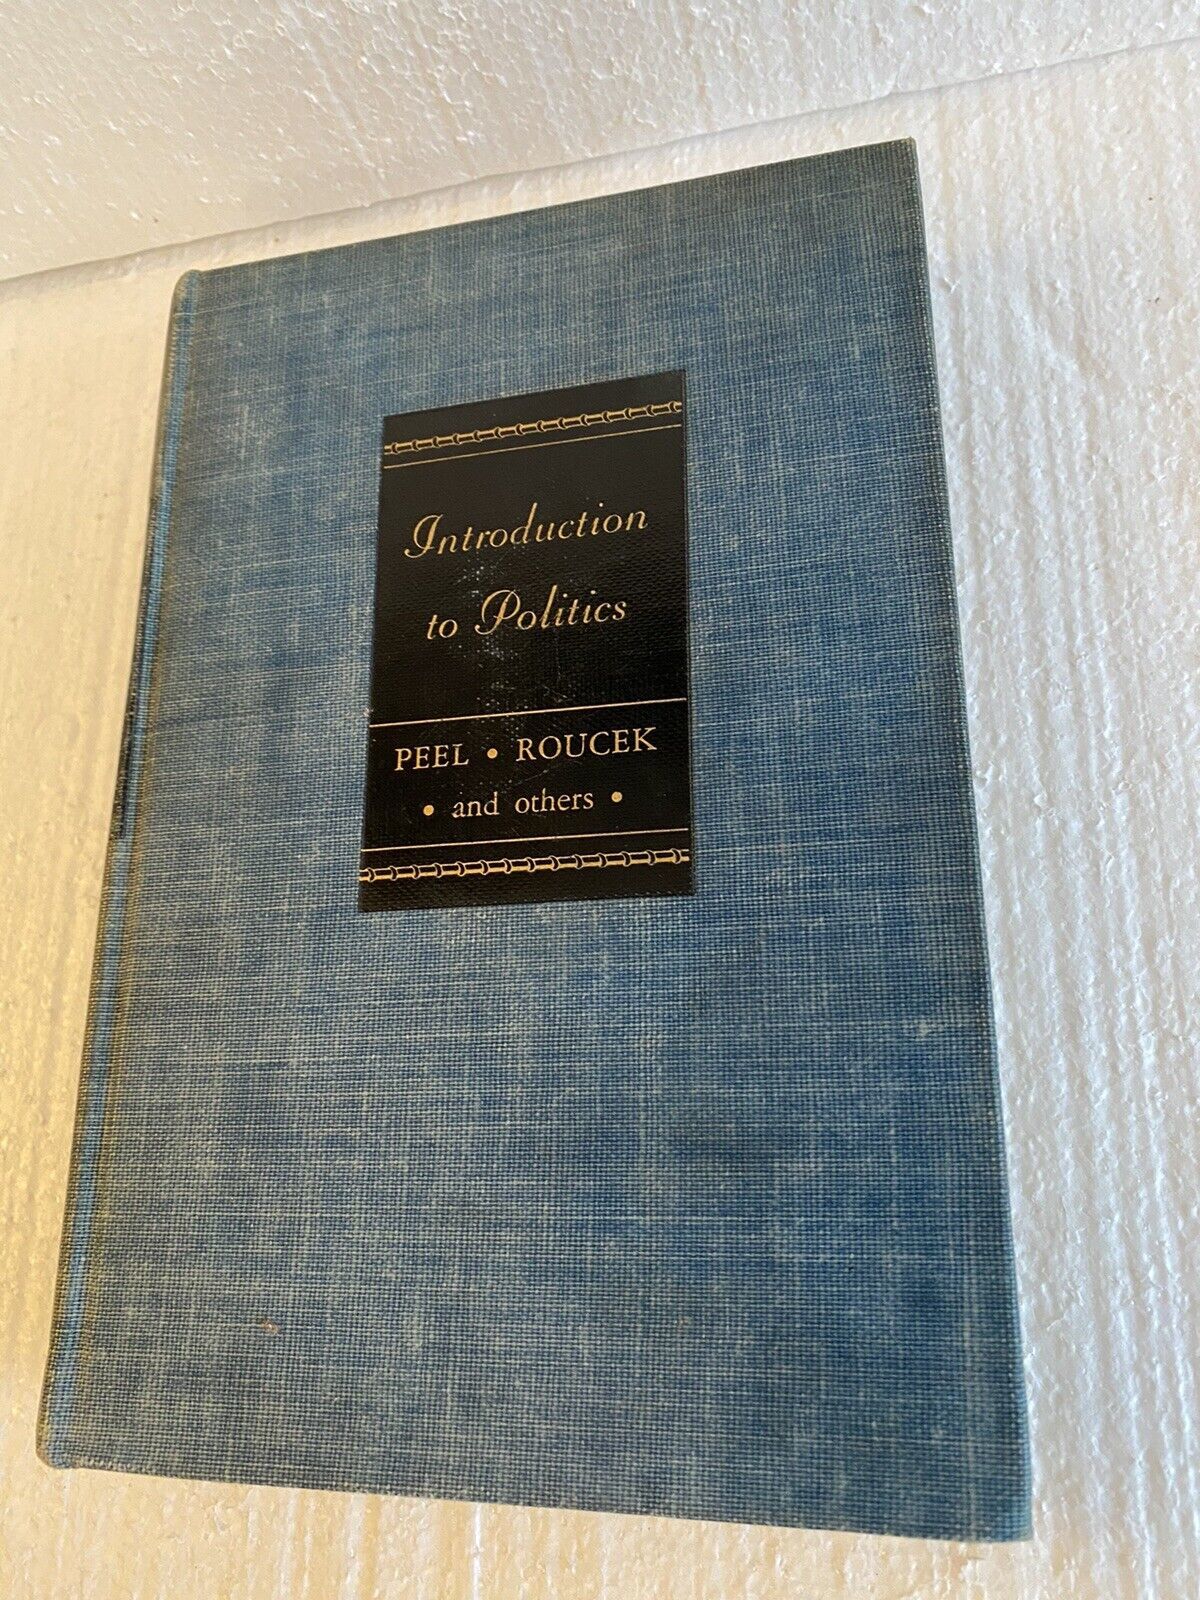 Introduction
to Politics
PEEL • ROUCEK
• and others •